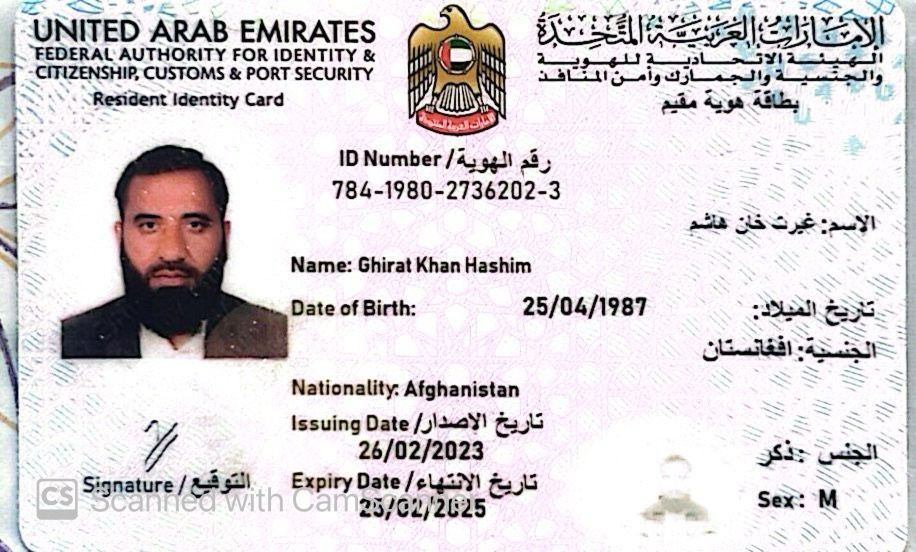 UNITED ARAB EMIRATES
FEDERAL AUTHORITY FOR IDENTITY &
CITIZENSHIP, CUSTOMS & PORT SECURITY
Resident Identity Card
الإمارات العربية المتحدة
الهيئة الاتحادية للهوية
والجنسية والجمارك وأمن المنافذ
بطاقة هوية مقيم
ID Number / رقم الهوية
784-1980-2736202-3
الاسم: غيرت خان هاشم
Name: Ghirat Khan Hashim
Date of Birth: 25/04/1987 تاريخ الميلاد:
الجنسية: افغانستان
Nationality: Afghanistan
Issuing Date / تاريخ الاصدار
26/02/2023
Expiry Date / تاريخ الانتهاء
/02/2025
الجنس: ذكر
Sex: M
Signature / التوقيع
CS Scanned with